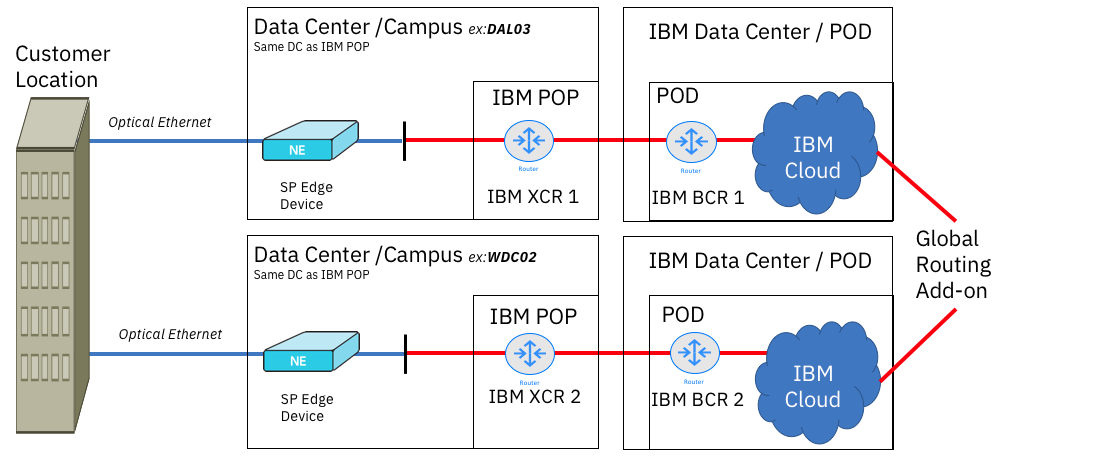 Customer
Location
Optical Ethernet
Data Center /Campus ex:DAL03
Same DC as IBM POP
NE
SP Edge
Device
IBM POP
Router
IBM XCR 1
IBM Data Center / POD
POD
Router
IBM BCR 1
IBM
Cloud
Optical Ethernet
Data Center /Campus ex:WDC02
Same DC as IBM POP
NE
SP Edge
Device
IBM POP
Router
IBM XCR 2
IBM Data Center / POD
POD
Router
IBM BCR 2
IBM
Cloud
Global
Routing
Add-on